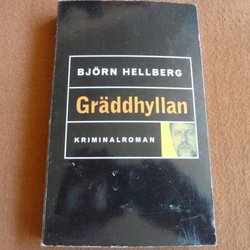 BJÖRN HELLBERG
Gräddhyllan
KRIMINALROMAN